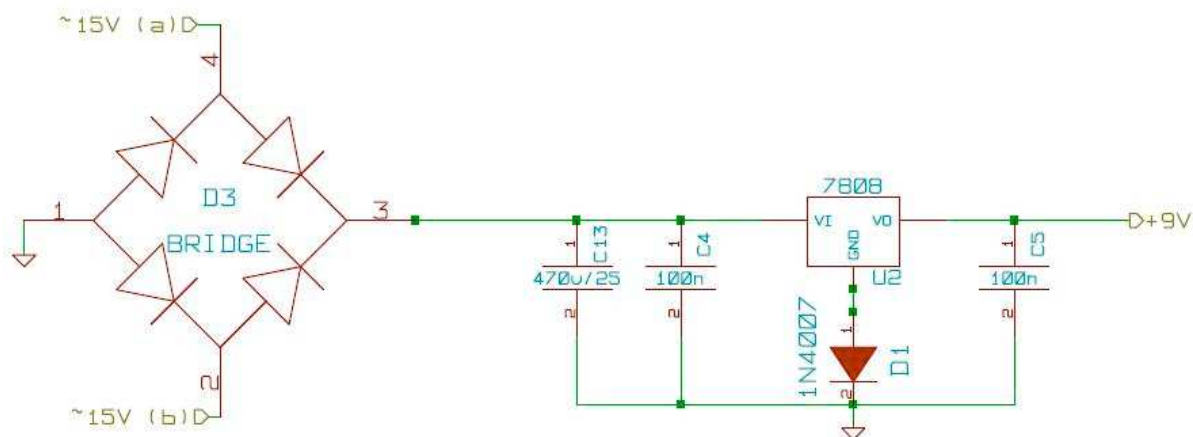 ~15V (a)
4
1
D3
BRIDGE
3
2
~15V (b)
1
C13
470u/25
2
1
C4
100n
2
7808
VI
VO
GND
U2
1N4007
1
D1
2
1
C5
100n
2
+9V